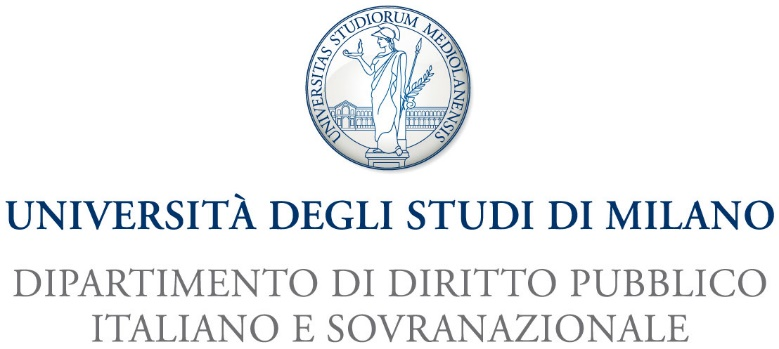 UNIVERSITAS STUDIORUM MEDIOLANENSIS
UNIVERSITÀ DEGLI STUDI DI MILANO
DIPARTIMENTO DI DIRITTO PUBBLICO
ITALIANO E SOVRANAZIONALE